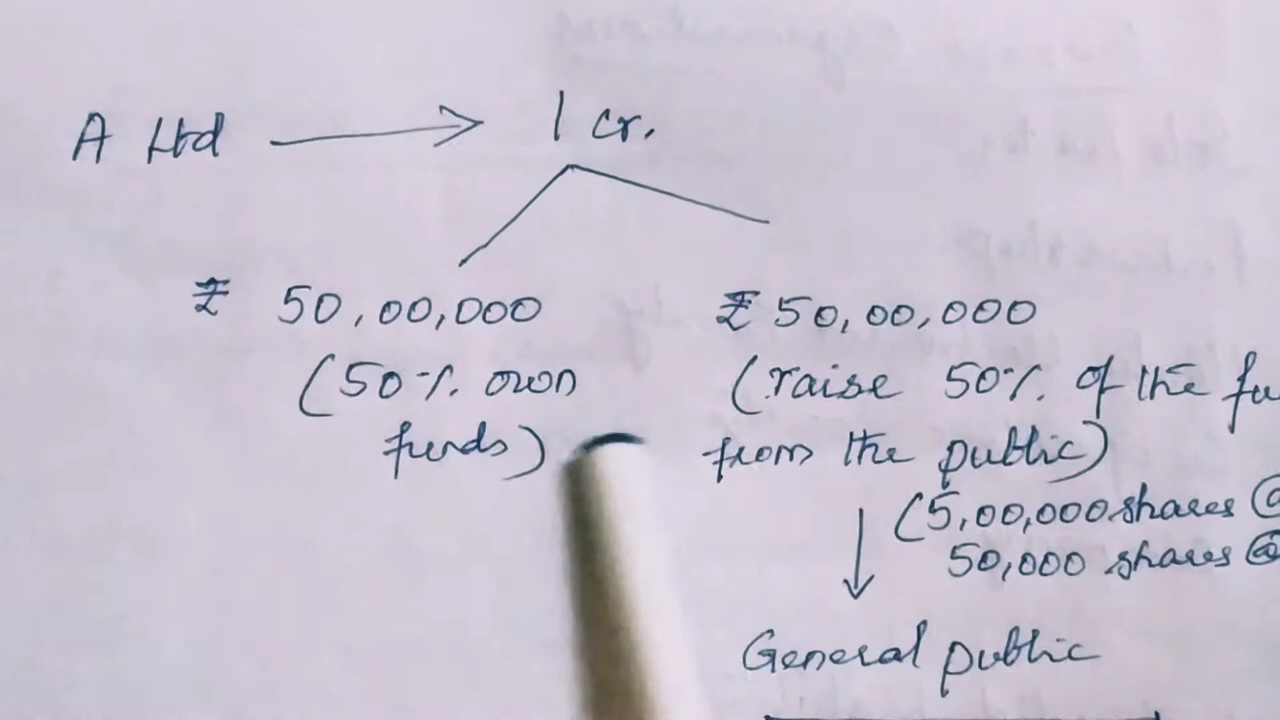 A Ltd → 1 cr.
₹ 50,00,000
(50% own
funds)
₹ 50,00,000
(raise 50% of the
from the public)
(5,00,000 shares @
50,000 shares @
General public